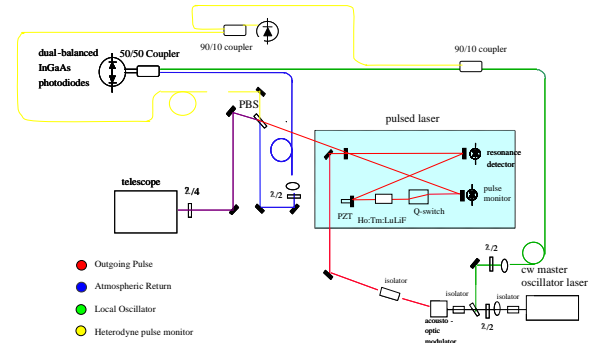 90/10 coupler
dual-balanced
InGaAs
photodiodes
50/50 Coupler
90/10 coupler
PBS
pulsed laser
resonance
detector
pulse
monitor
telescope
λ/4
λ/2
Q-switch
PZT
Ho:Tm:LuLiF
λ/2
cw master
oscillator laser
Outgoing Pulse
Atmospheric Return
Local Oscillator
Heterodyne pulse monitor
isolator
isolator
isolator
acousto-
optic
modulator
λ/2